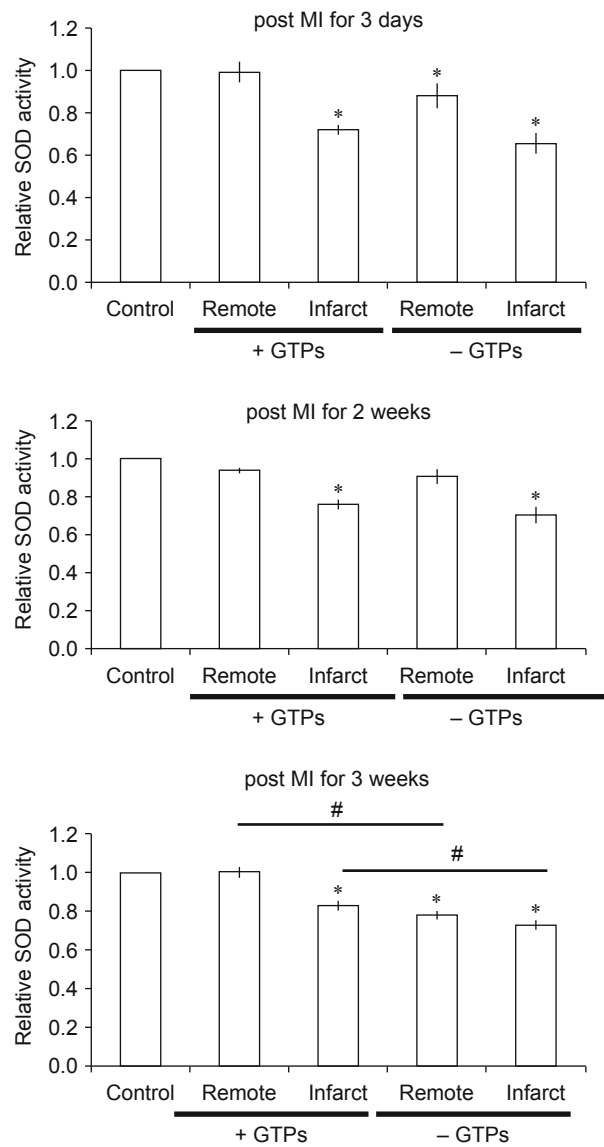 post MI for 3 days
Relative SOD activity
1.2
1.0
0.8
0.6
0.4
0.2
0.0
* * *
Control Remote Infarct Remote Infarct
+ GTPs – GTPs
post MI for 2 weeks
Relative SOD activity
1.2
1.0
0.8
0.6
0.4
0.2
0.0
* *
Control Remote Infarct Remote Infarct
+ GTPs – GTPs
post MI for 3 weeks
Relative SOD activity
#
#
1.2
1.0
0.8
0.6
0.4
0.2
0.0
* * *
Control Remote Infarct Remote Infarct
+ GTPs – GTPs